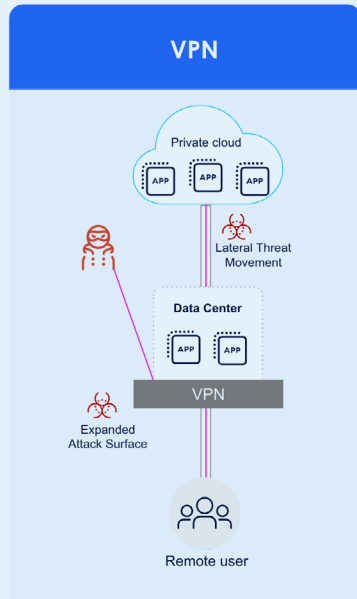 VPN
Private cloud
APP
APP
APP
Lateral Threat
Movement
Data Center
APP
APP
VPN
Expanded
Attack Surface
Remote user